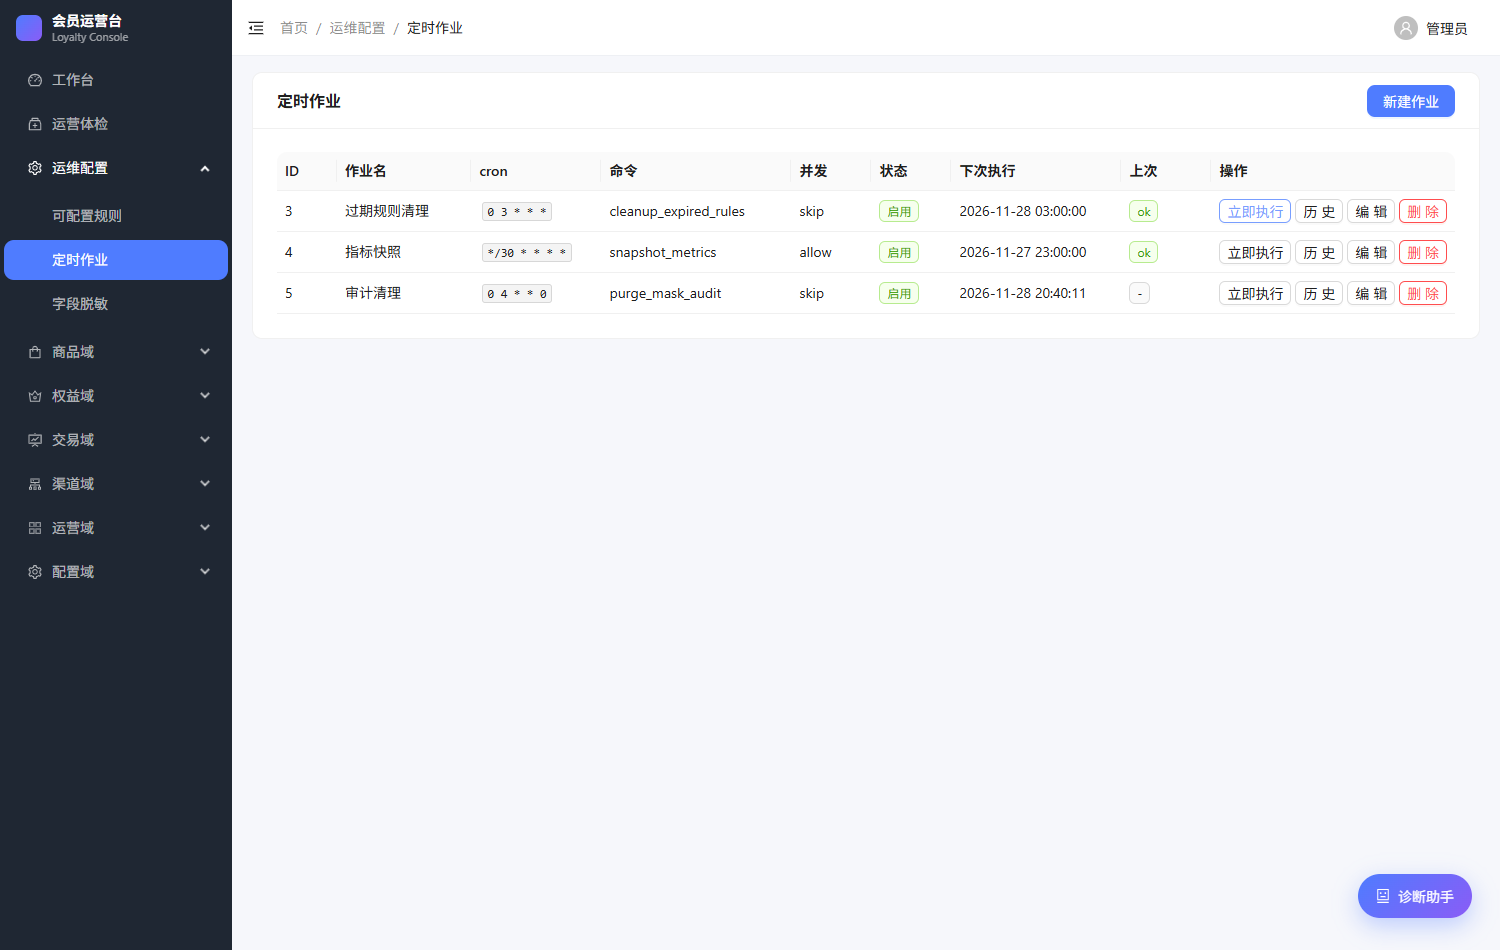 会员运营台
Loyalty Console
工作台
运营体检
运维配置
可配置规则
定时作业
字段脱敏
商品域
权益域
交易域
渠道域
运营域
配置域
首页 / 运维配置 / 定时作业
管理员
定时作业
新建作业
ID 作业名 cron 命令 并发 状态 下次执行 上次 操作
3 过期规则清理 0 3 * * * cleanup_expired_rules skip 启用 2026-11-28 03:00:00 ok 立即执行 历史 编辑 删除
4 指标快照 */30 * * * * snapshot_metrics allow 启用 2026-11-27 23:00:00 ok 立即执行 历史 编辑 删除
5 审计清理 0 4 * * 0 purge_mask_audit skip 启用 2026-11-28 20:40:11 - 立即执行 历史 编辑 删除
诊断助手